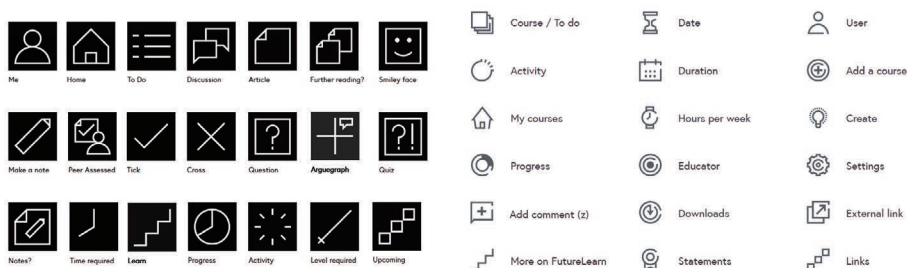 Me Home To Do Discussion Article Further reading? Smiley face
Make a note Peer Assessed Tick Cross Question Arguograph Quiz
Notes? Time required Learn Progress Activity Level required Upcoming
Course / To do Date User
Activity Duration Add a course
My courses Hours per week Create
Progress Educator Settings
Add comment (z) Downloads External link
More on FutureLearn Statements Links